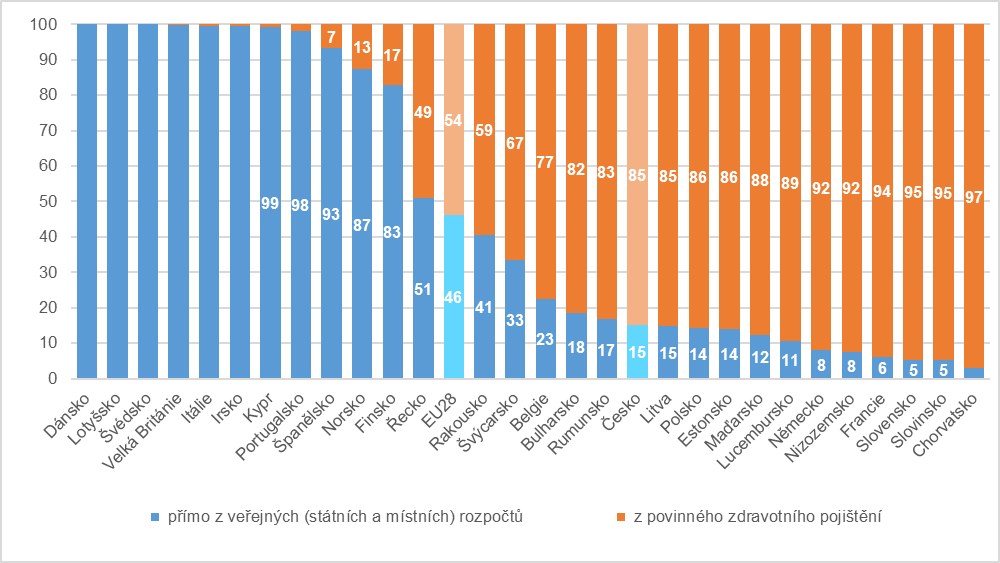 100
90
80
70
60
50
40
30
20
10
0
99
98
93
87
83
51
46
41
33
23
18
17
15
15
14
14
12
11
8
8
6
5
5
7
13
17
49
54
59
67
77
82
83
85
85
86
86
88
89
92
92
94
95
95
97
Dánsko
Lotyšsko
Švédsko
Velká Británie
Itálie
Irsko
Kypr
Portugalsko
Španělsko
Norsko
Finsko
Řecko
EU28
Rakousko
Švýcarsko
Belgie
Bulharsko
Rumunsko
Česko
Litva
Polsko
Estonsko
Maďarsko
Lucembursko
Německo
Nizozemsko
Francie
Slovensko
Slovinsko
Chorvatsko
přímo z veřejných (státních a místních) rozpočtů
z povinného zdravotního pojištění